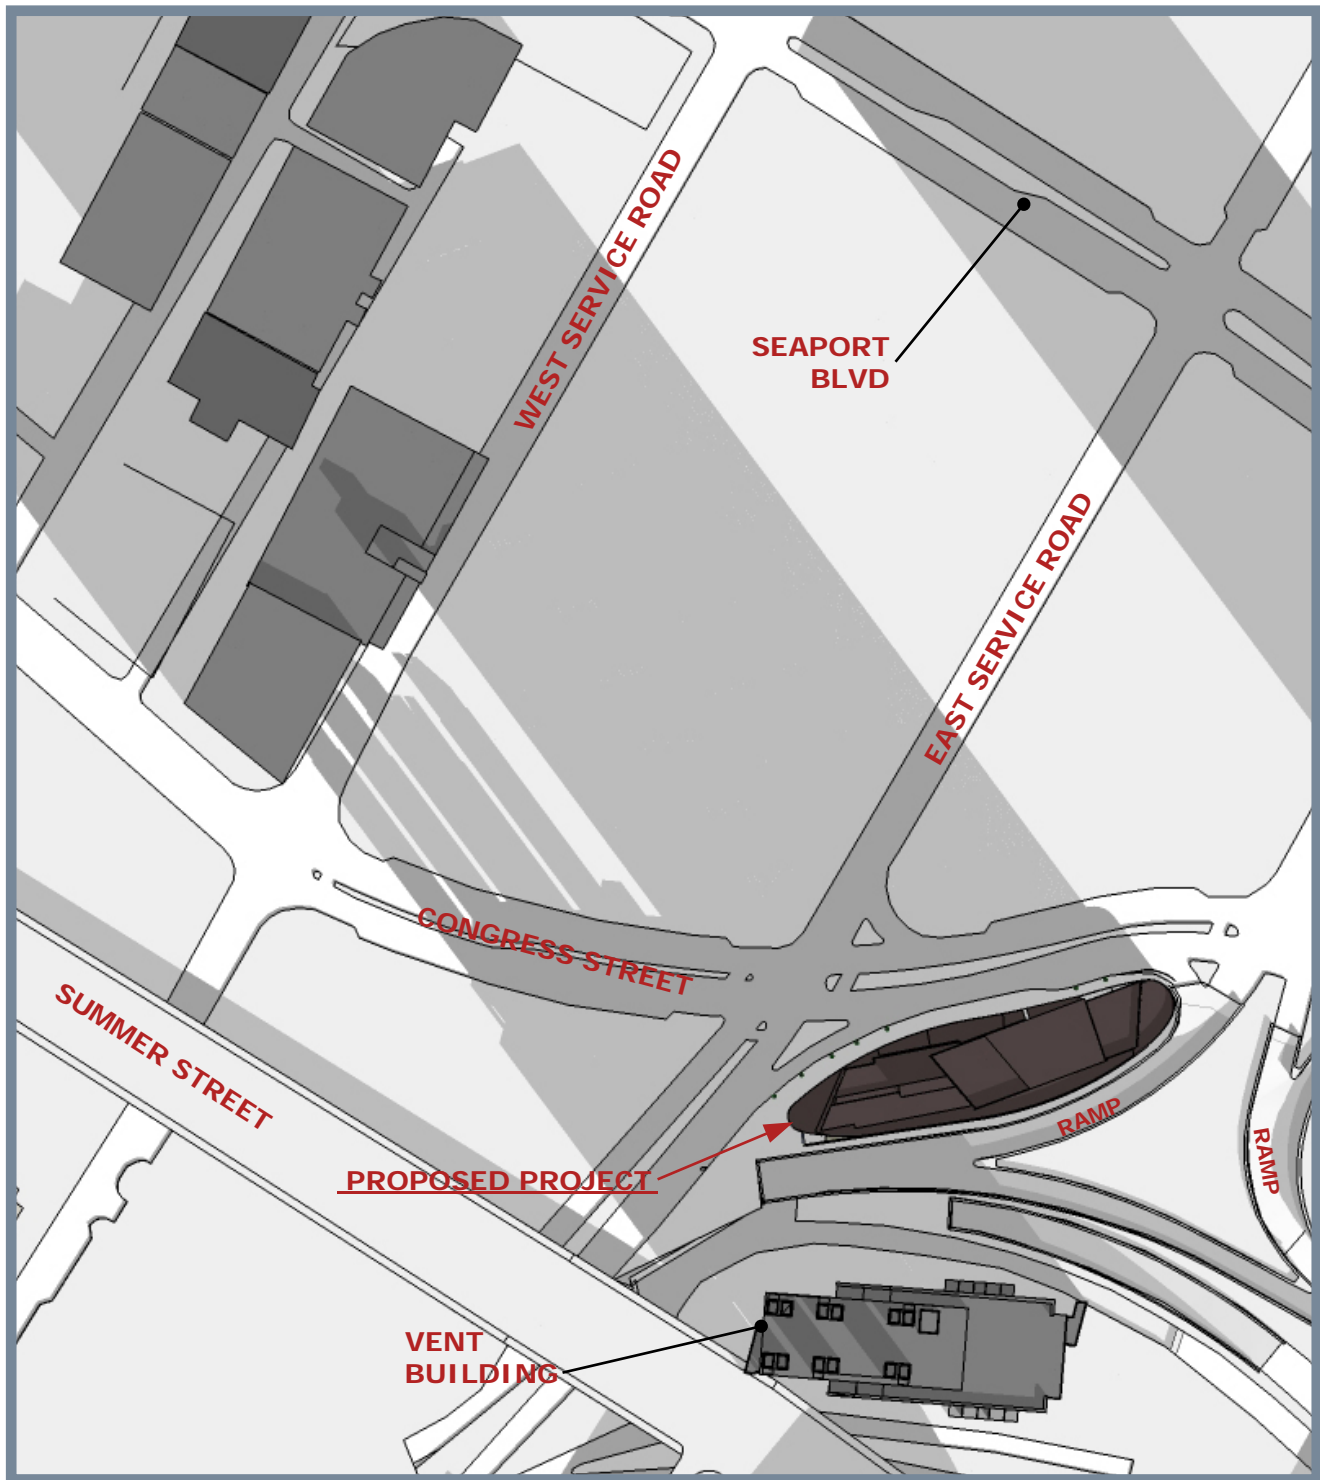 WEST SERVICE ROAD
SEAPORT
BLVD
EAST SERVICE ROAD
CONGRESS STREET
SUMMER STREET
RAMP
RAMP
PROPOSED PROJECT
VENT
BUILDING